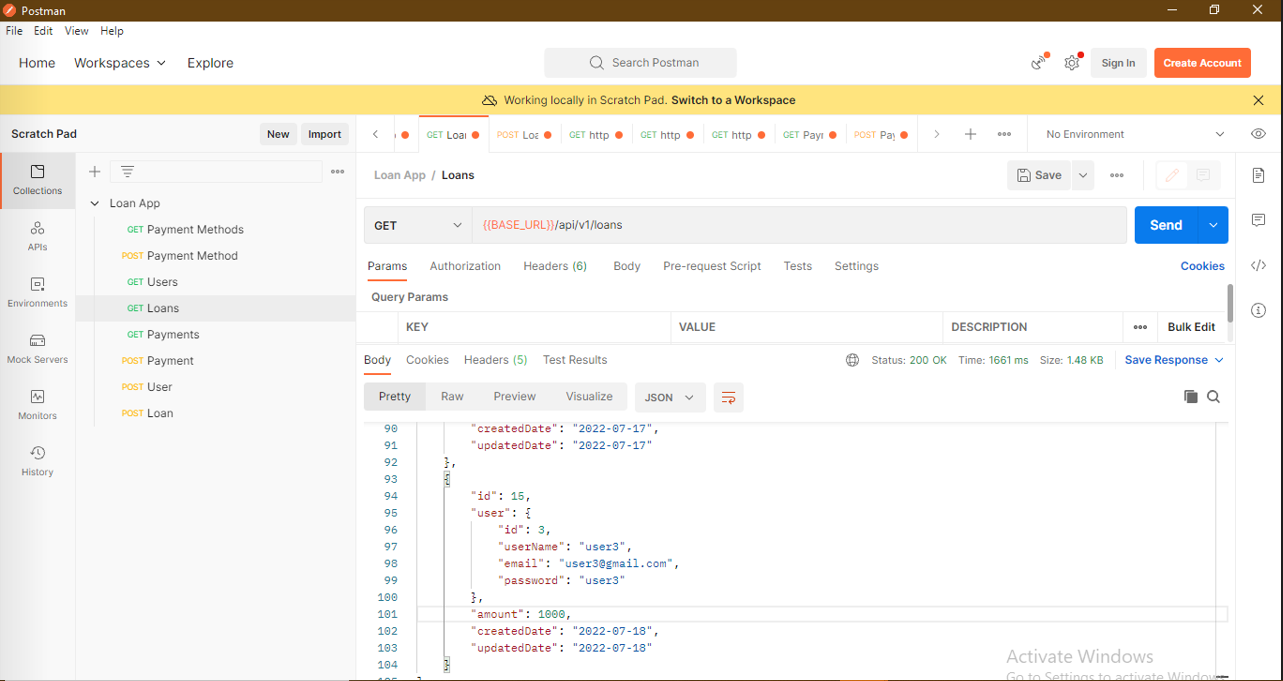 Postman
File Edit View Help
Home Workspaces Explore Search Postman Sign In Create Account
Working locally in Scratch Pad. Switch to a Workspace
Scratch Pad New Import GET Loan POST Loa GET http GET http GET http GET Payr POST Pay No Environment
Loan App / Loans Save
Collections
APIs
Environments
Mock Servers
Monitors
History
Loan App
GET Payment Methods
POST Payment Method
GET Users
GET Loans
GET Payments
POST Payment
POST User
POST Loan
GET {{BASE_URL}}/api/v1/loans Send
Params Authorization Headers (6) Body Pre-request Script Tests Settings Cookies
Query Params
KEY VALUE DESCRIPTION Bulk Edit
Body Cookies Headers (5) Test Results Status: 200 OK Time: 1661 ms Size: 1.48 KB Save Response
Pretty Raw Preview Visualize JSON
90 "createdDate": "2022-07-17",
91 "updatedDate": "2022-07-17"
92 },
93 {
94 "id": 15,
95 "user": {
96 "id": 3,
97 "userName": "user3",
98 "email": "user3@gmail.com",
99 "password": "user3"
100 },
101 "amount": 1000,
102 "createdDate": "2022-07-18",
103 "updatedDate": "2022-07-18"
104 }
Activate Windows
Go to Settings to activate Windows